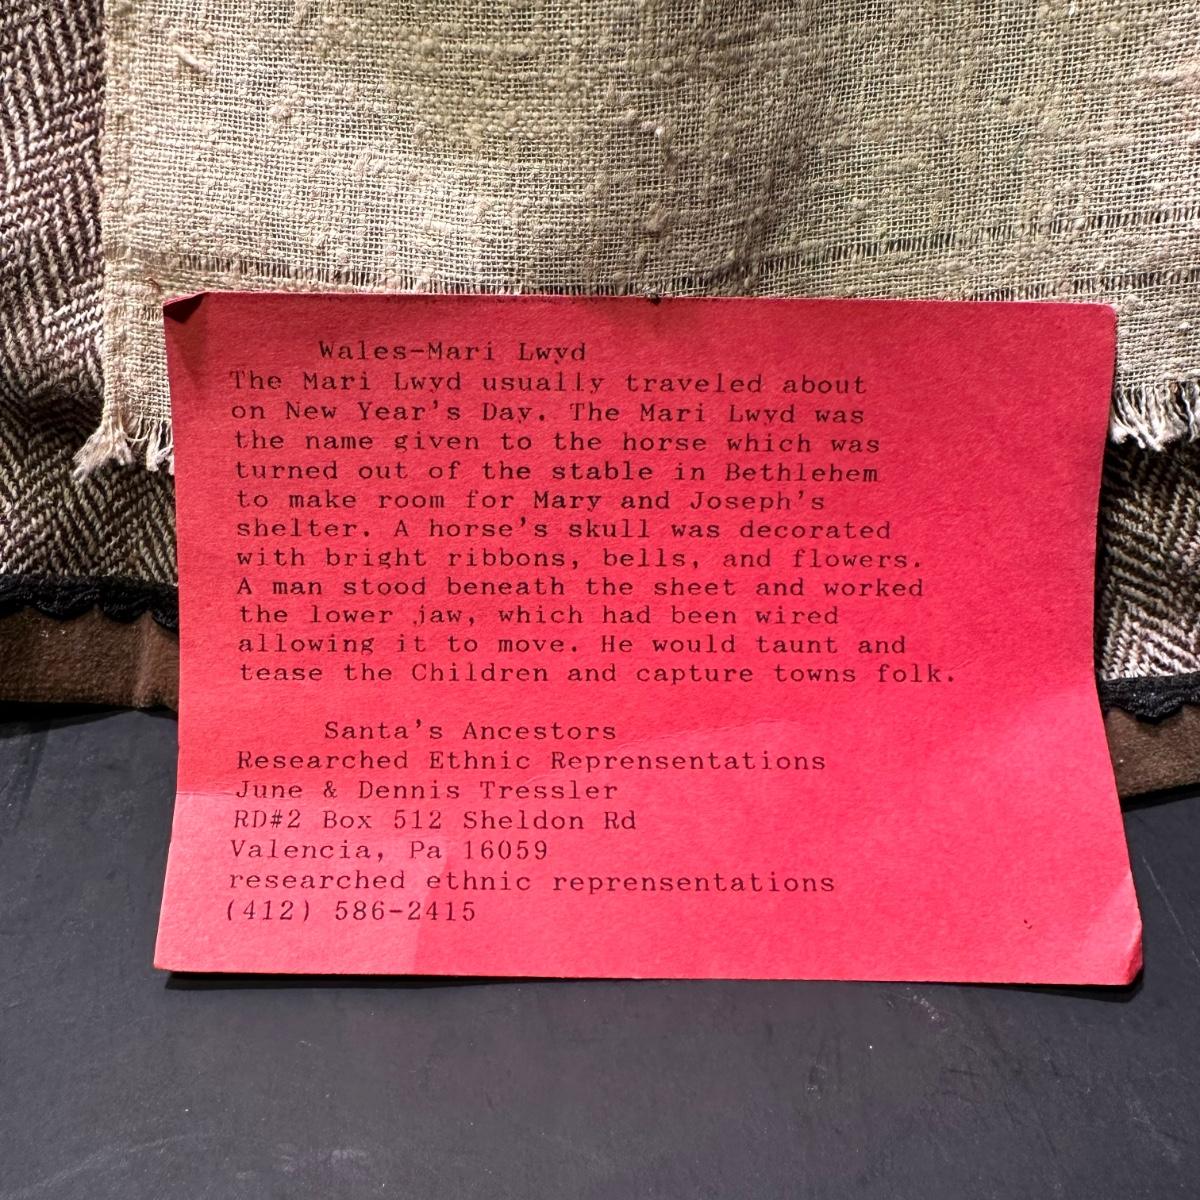 Wales-Mari Lwyd
The Mari Lwyd usually traveled about
on New Year's Day. The Mari Lwyd was
the name given to the horse which was
turned out of the stable in Bethlehem
to make room for Mary and Joseph's
shelter. A horse's skull was decorated
with bright ribbons, bells, and flowers.
A man stood beneath the sheet and worked
the lower jaw, which had been wired
allowing it to move. He would taunt and
tease the Children and capture towns folk.
Santa's Ancestors
Researched Ethnic Reprensentations
June & Dennis Tressler
RD#2 Box 512 Sheldon Rd
Valencia, Pa 16059
researched ethnic reprensentations
(412) 586-2415